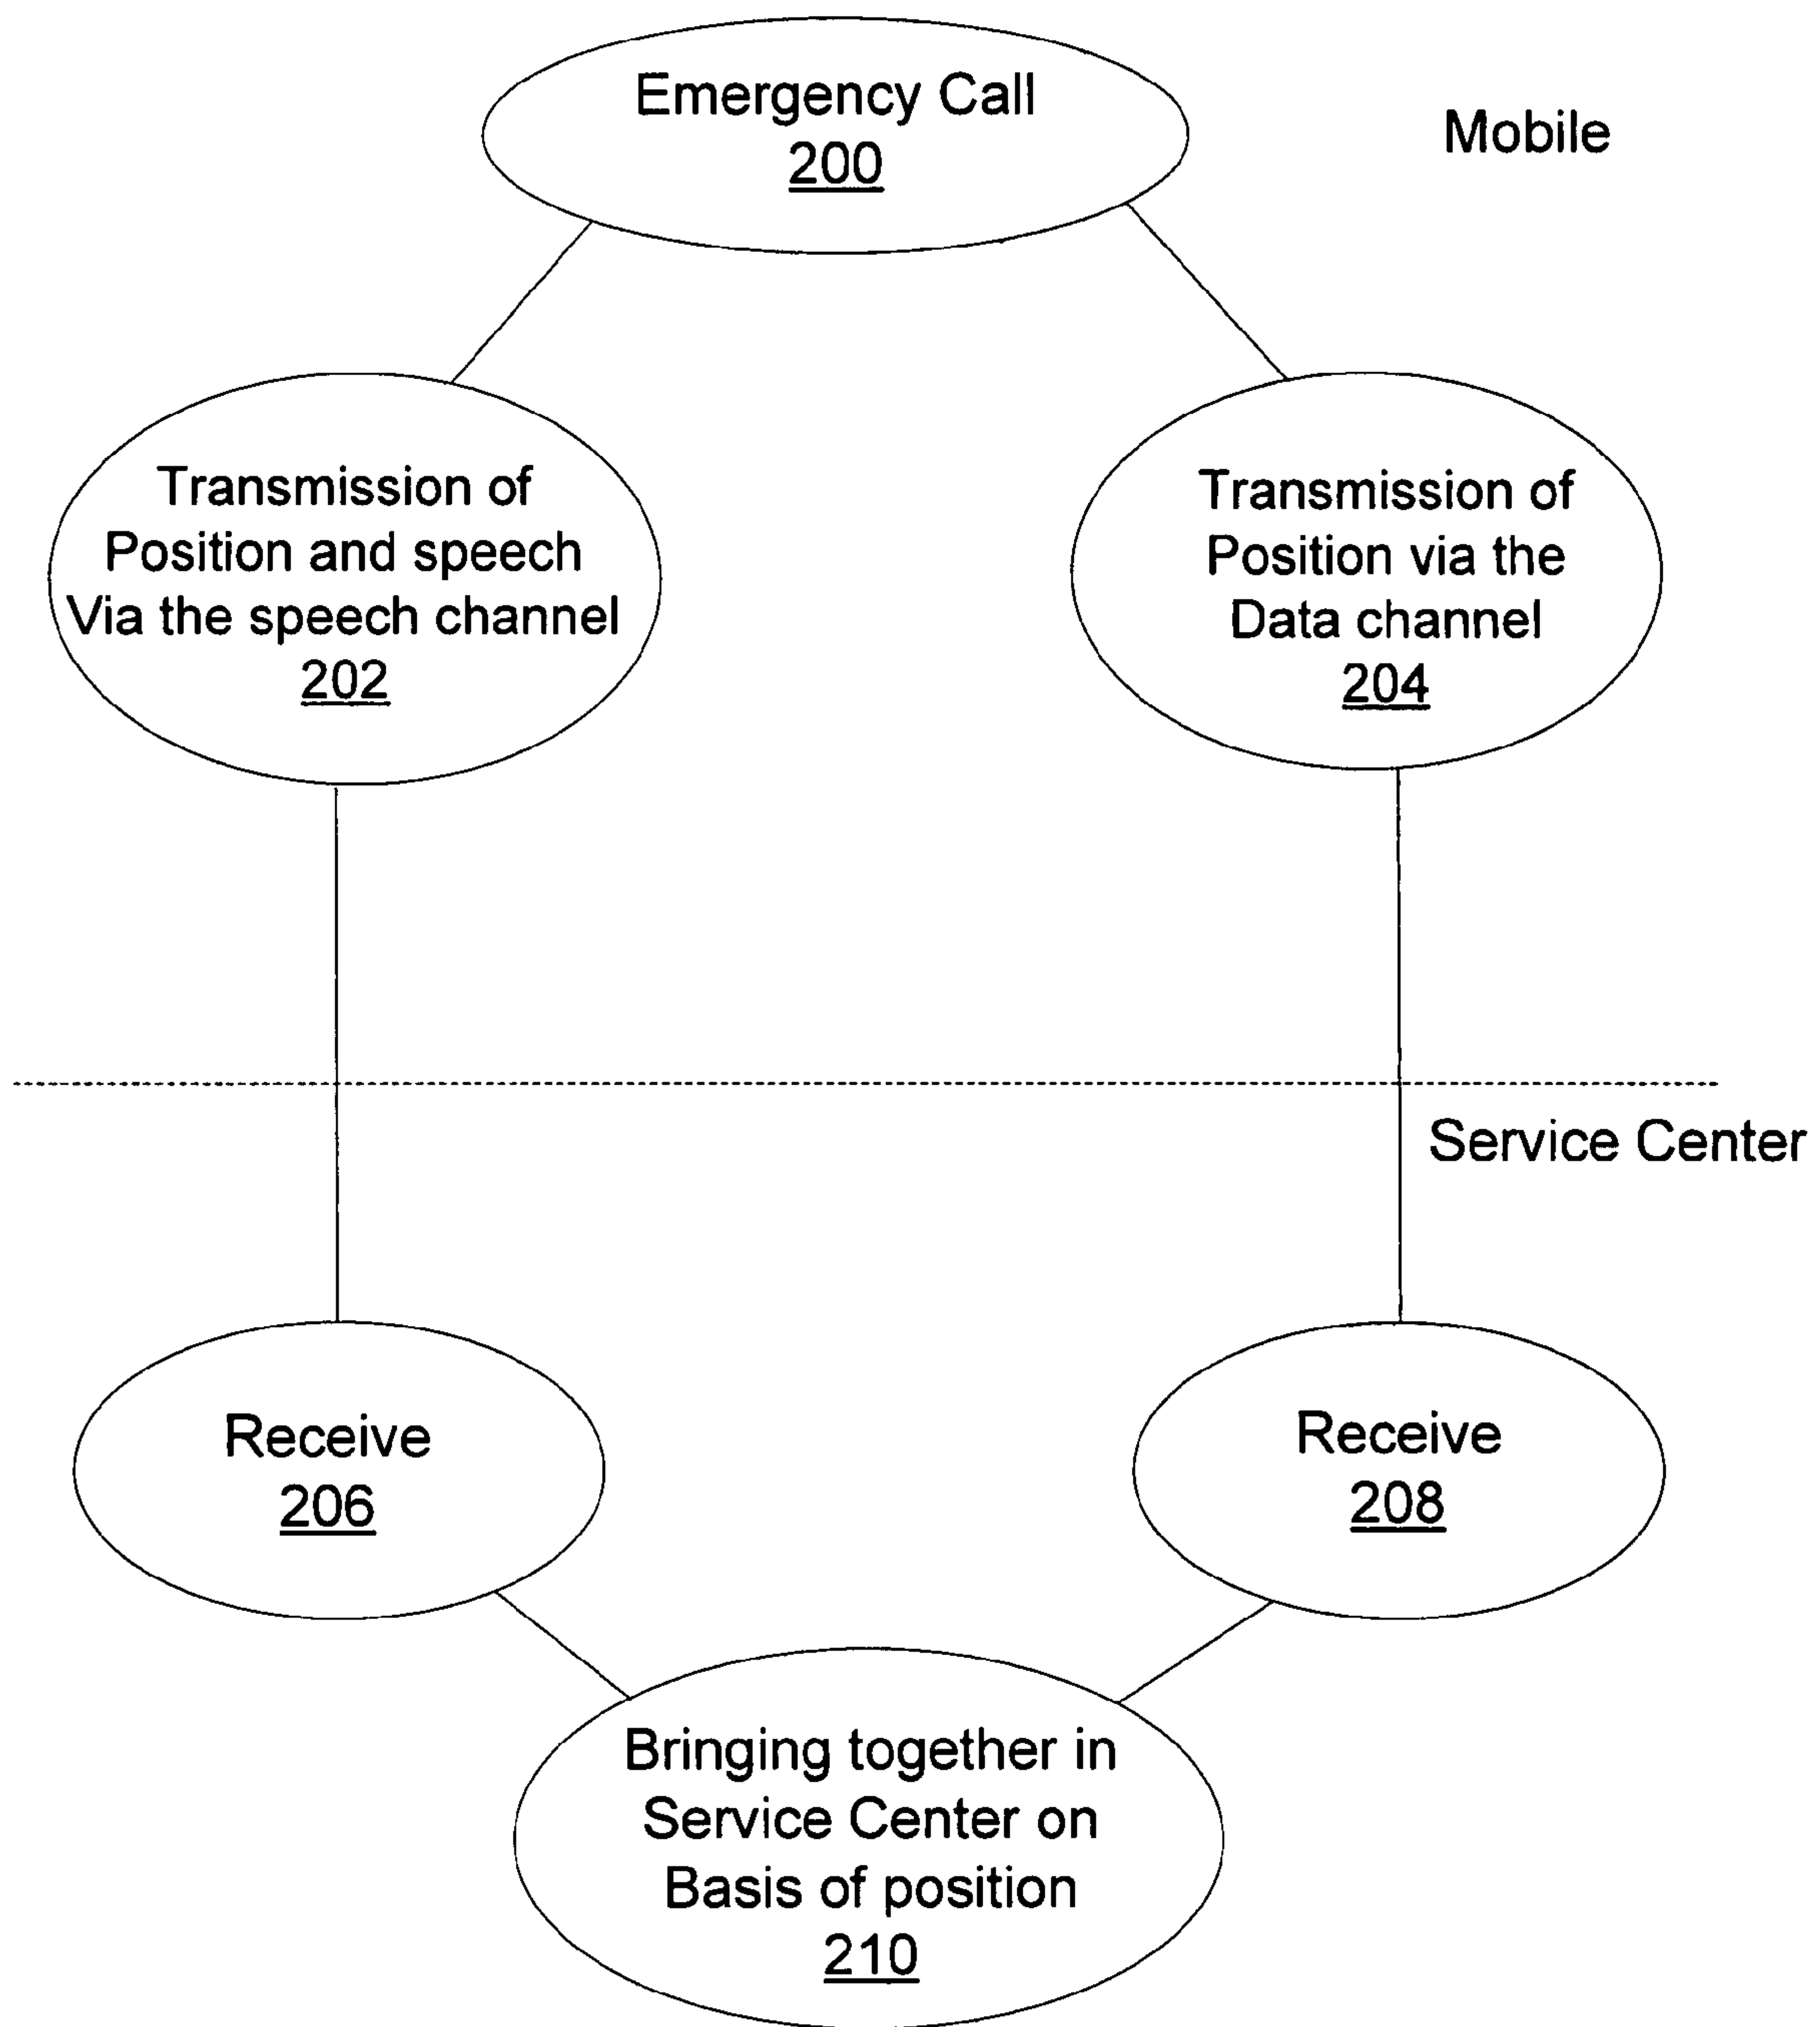 Emergency Call
200
Mobile
Transmission of
Position and speech
Via the speech channel
202
Transmission of
Position via the
Data channel
204
Service Center
Receive
206
Receive
208
Bringing together in
Service Center on
Basis of position
210